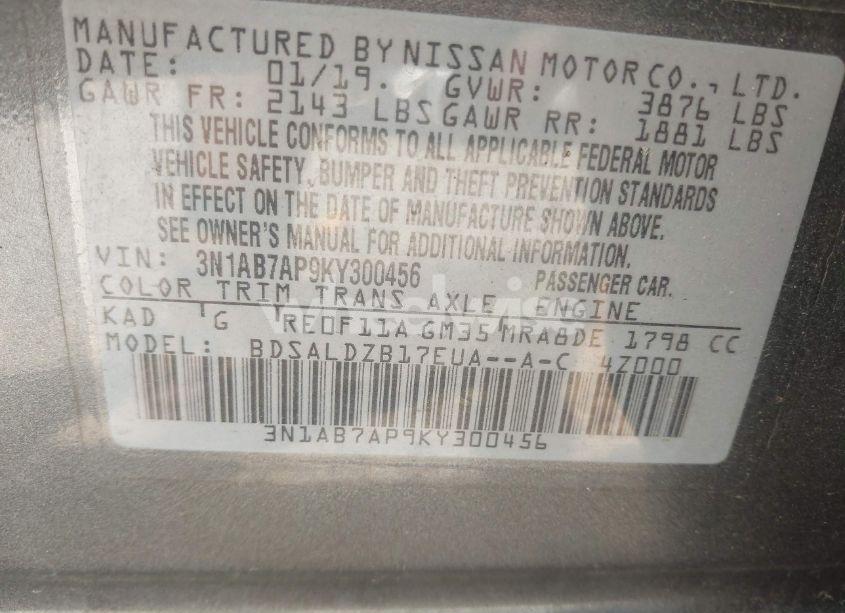 MANUFACTURED BY NISSAN MOTOR CO., LTD.
DATE: 01/19 GVWR: 3876 LBS
GAWR FR: 2143 LBS GAWR RR: 1881 LBS
THIS VEHICLE CONFORMS TO ALL APPLICABLE FEDERAL MOTOR
VEHICLE SAFETY, BUMPER AND THEFT PREVENTION STANDARDS
IN EFFECT ON THE DATE OF MANUFACTURE SHOWN ABOVE.
SEE OWNER'S MANUAL FOR ADDITIONAL INFORMATION.
VIN: 3N1AB7AP9KY300456 PASSENGER CAR.
COLOR TRIM TRANS AXLE ENGINE
KAD G RE0F11A GM35 MRA8DE 1798 CC
MODEL: BDSALDZB17EUA--A-C 4Z000
3N1AB7AP9KY300456